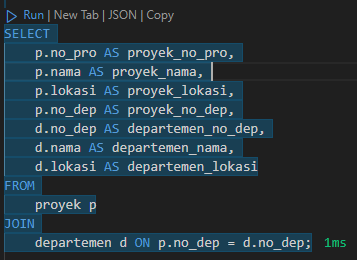 Run | New Tab | JSON | Copy
SELECT
    p.no_pro AS proyek_no_pro,
    p.nama AS proyek_nama,
    p.lokasi AS proyek_lokasi,
    p.no_dep AS proyek_no_dep,
    d.no_dep AS departemen_no_dep,
    d.nama AS departemen_nama,
    d.lokasi AS departemen_lokasi
FROM
    proyek p
JOIN
    departemen d ON p.no_dep = d.no_dep; 1ms